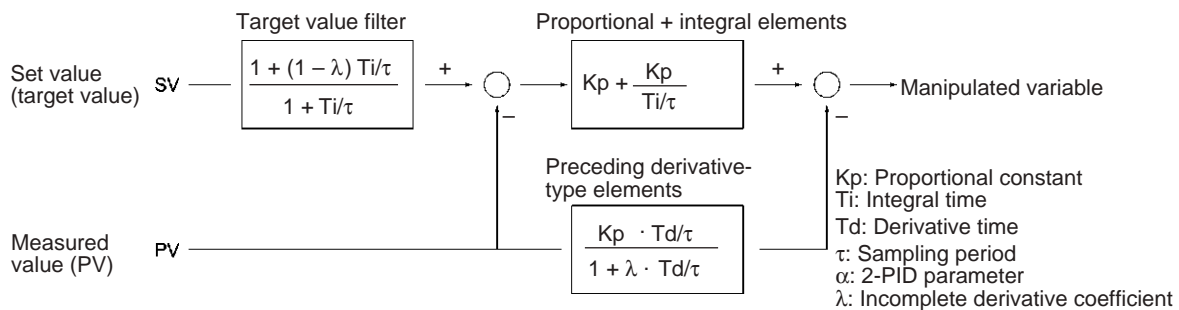 Target value filter
Proportional + integral elements
Set value
(target value)
SV
1 + (1 – λ) Ti/τ
1 + Ti/τ
+
–
Kp + Kp
Ti/τ
+
–
Manipulated variable
Preceding derivative-
type elements
Measured
value (PV)
PV
Kp · Td/τ
1 + λ · Td/τ
Kp: Proportional constant
Ti: Integral time
Td: Derivative time
τ: Sampling period
α: 2-PID parameter
λ: Incomplete derivative coefficient